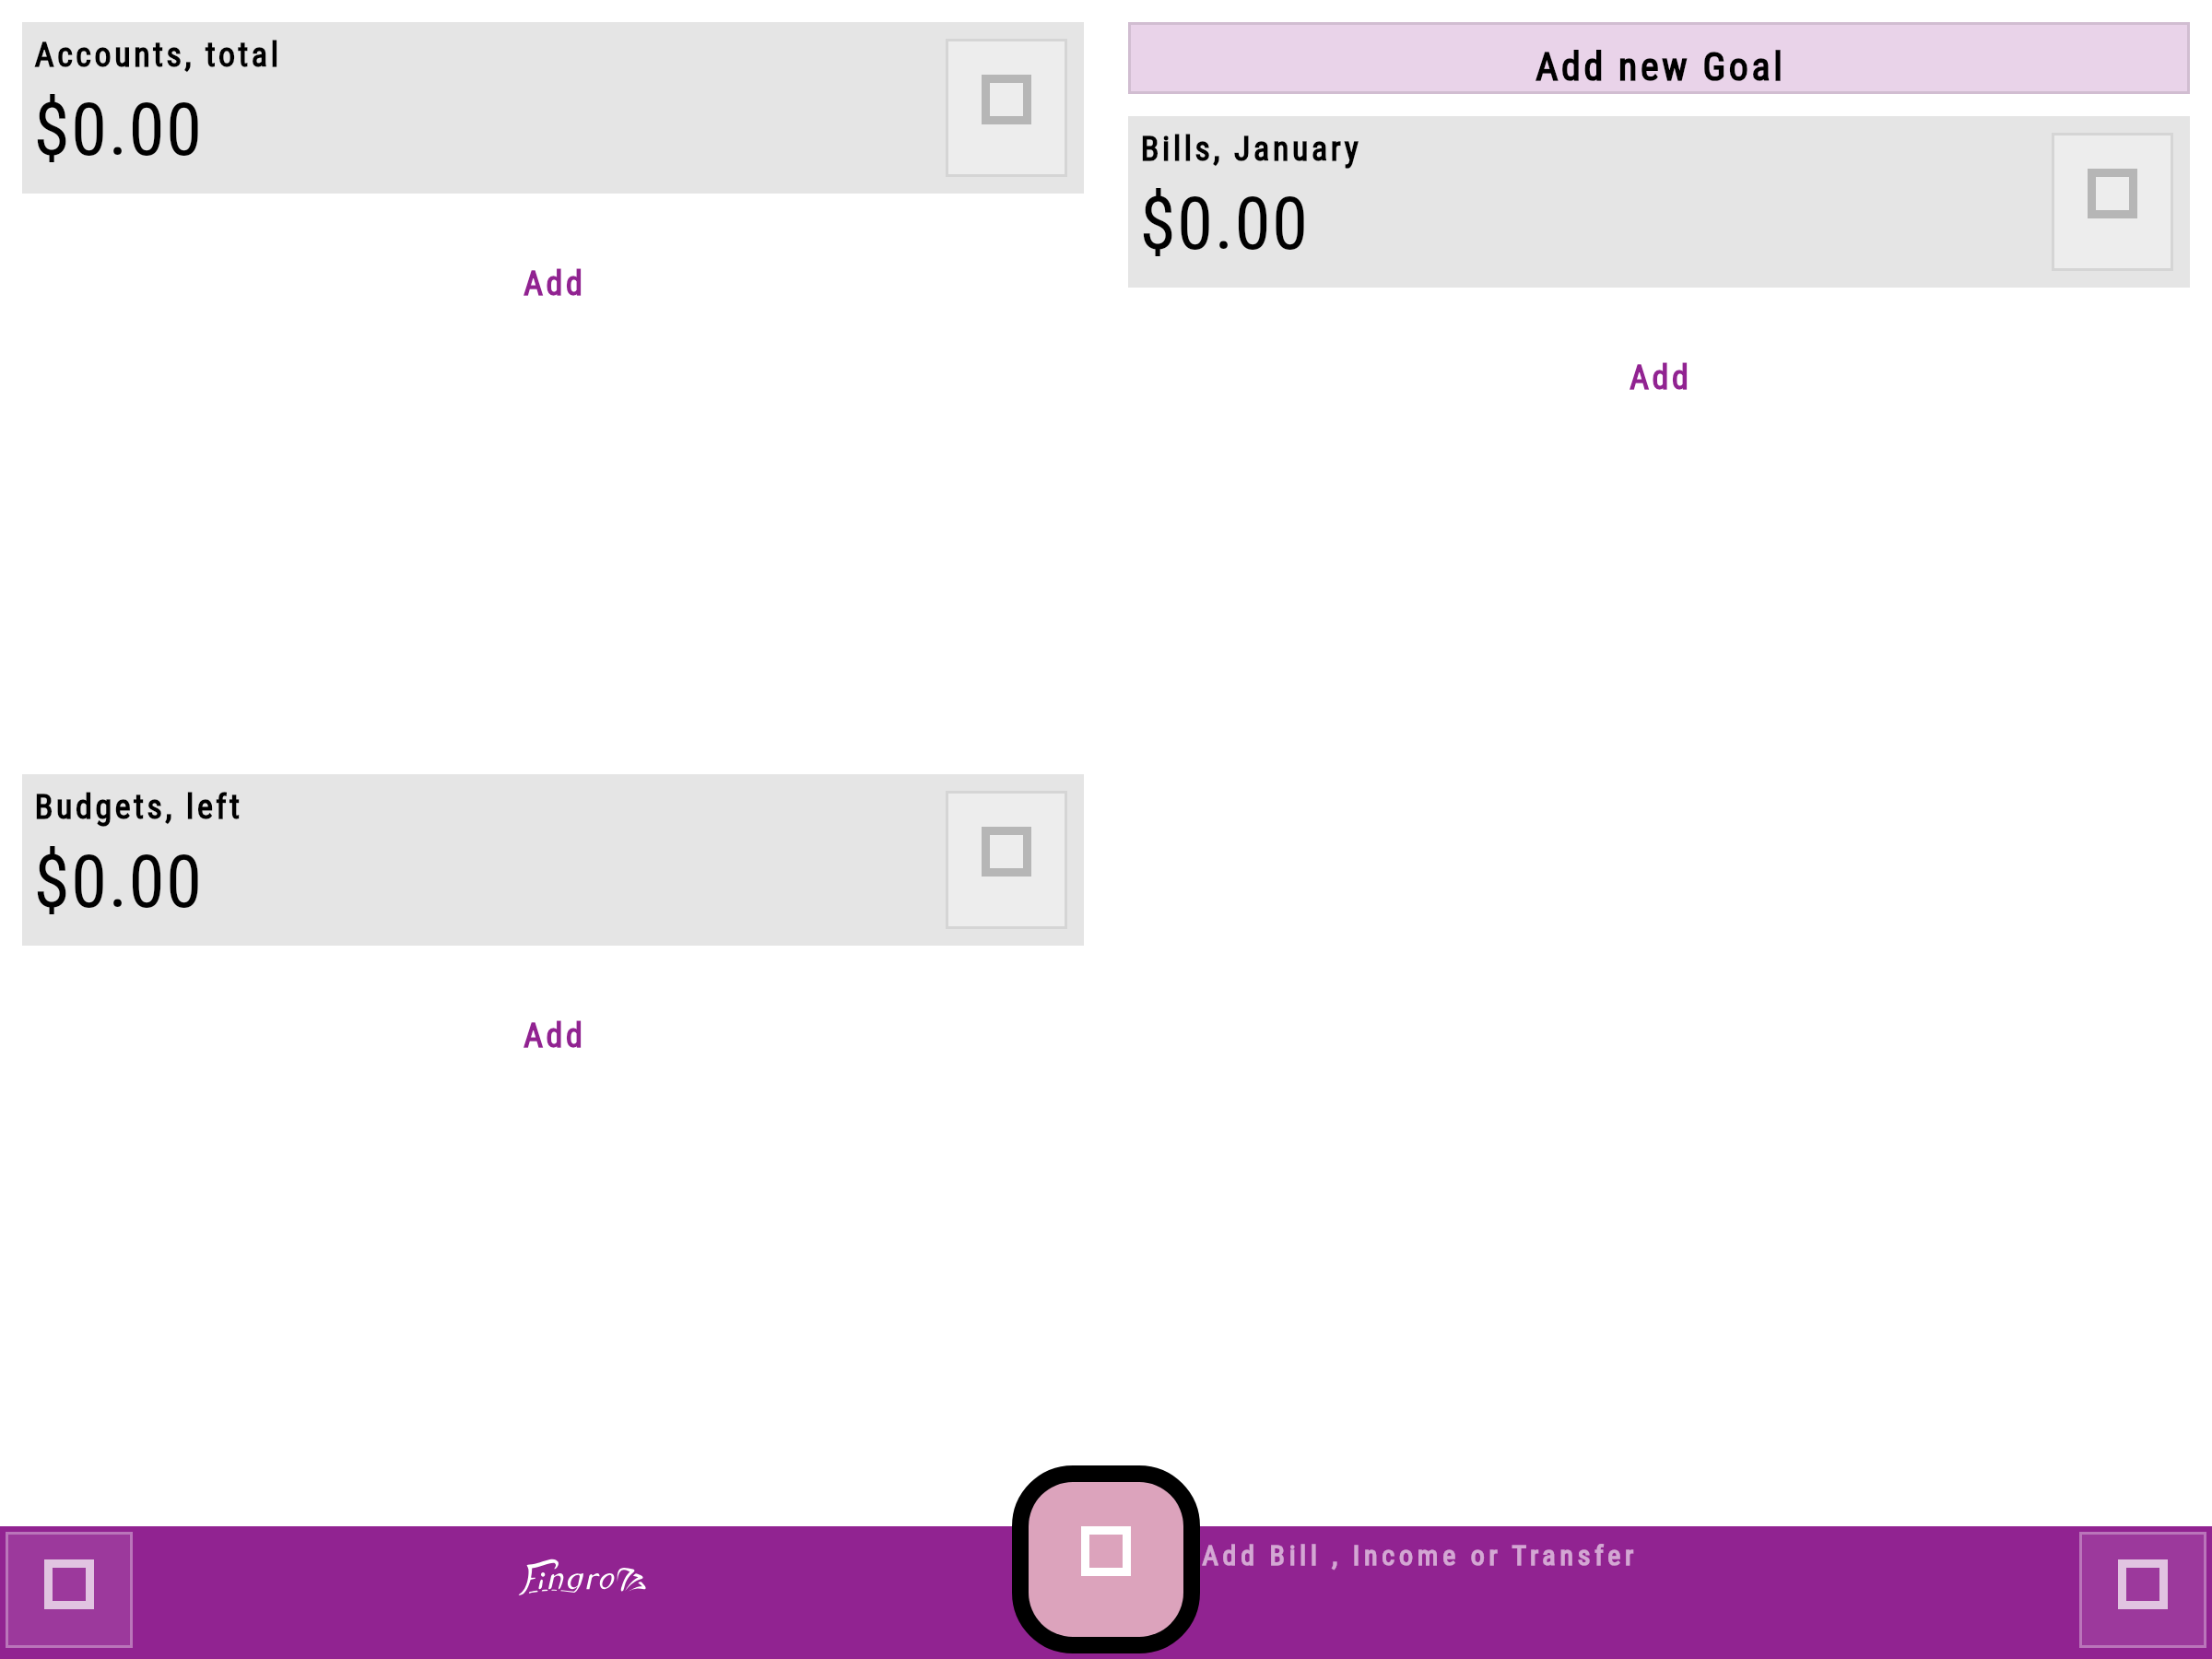 Accounts, total
$0.00
Add
Add new Goal
Bills, January
$0.00
Add
Budgets, left
$0.00
Add
Add Bill , Income or Transfer